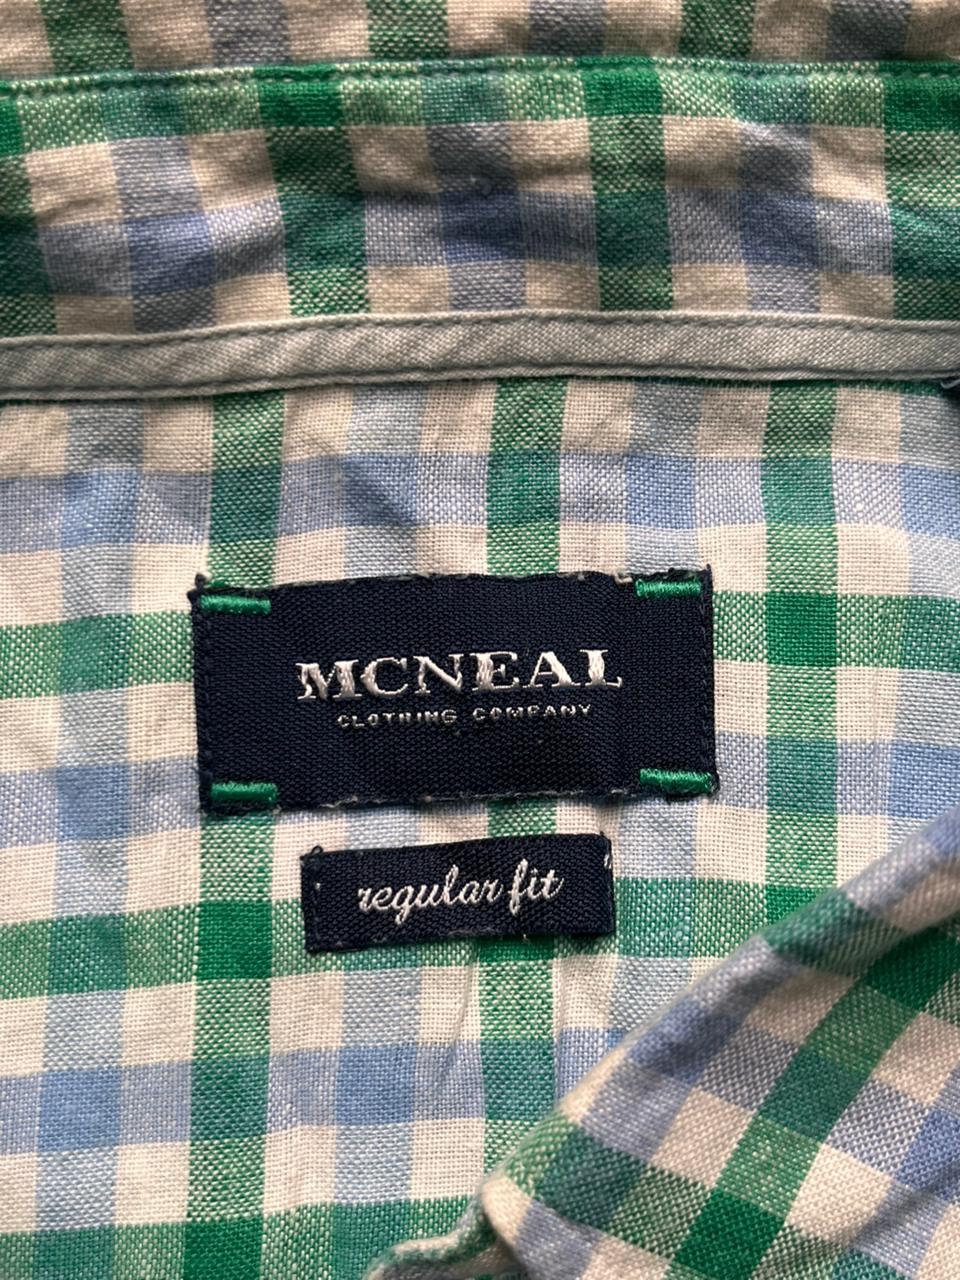 MCNEAL
CLOTHING COMPANY
regular fit